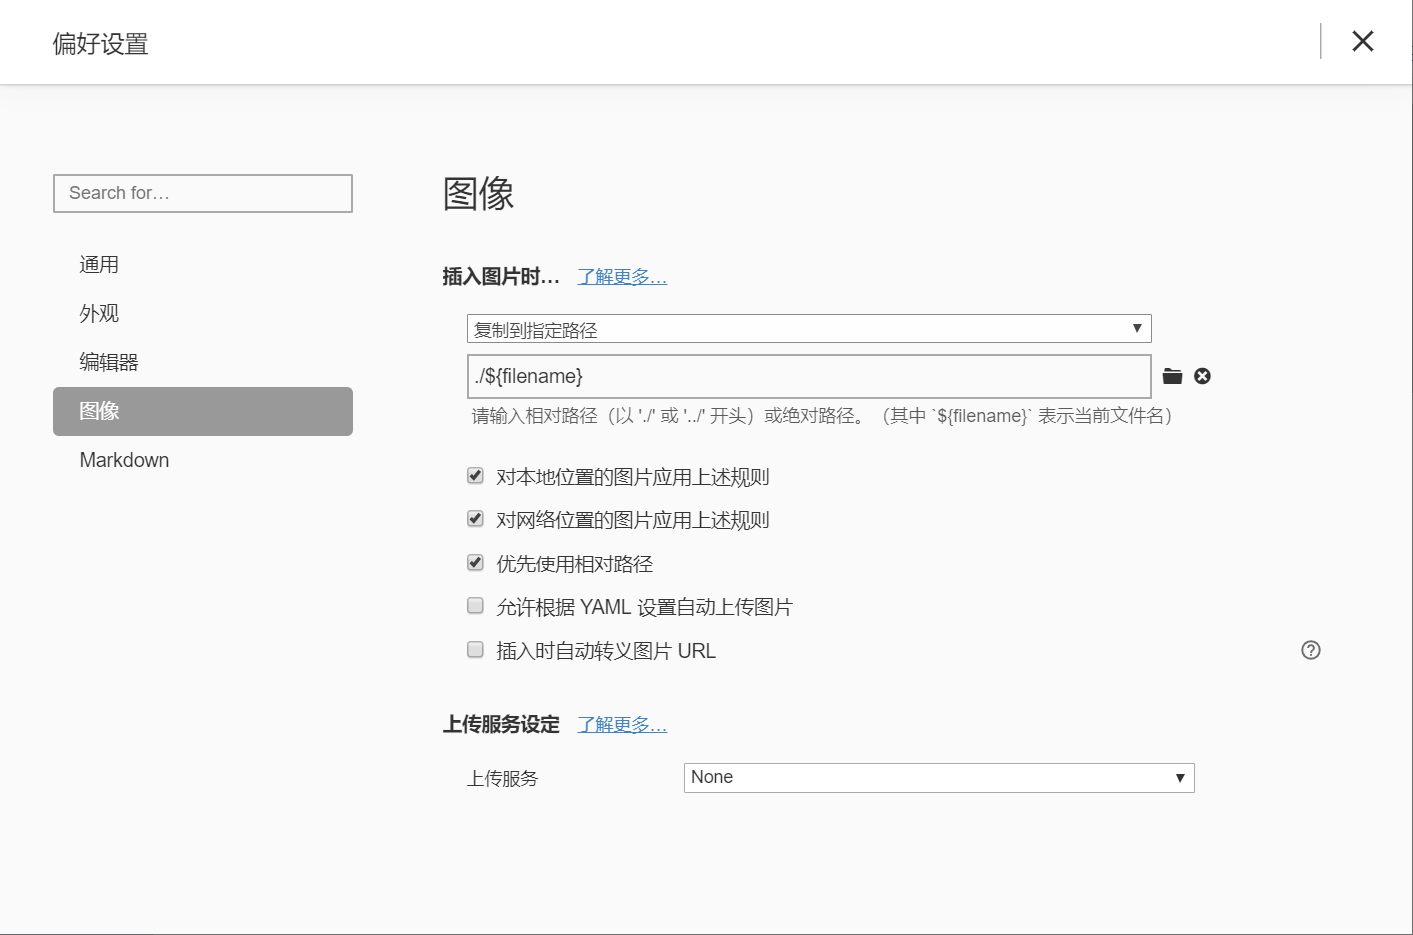 偏好设置
Search for…
通用
外观
编辑器
图像
Markdown
图像
插入图片时… 了解更多…
复制到指定路径
./${filename}
请输入相对路径（以 './' 或 '../' 开头）或绝对路径。（其中 `${filename}` 表示当前文件名）
对本地位置的图片应用上述规则
对网络位置的图片应用上述规则
优先使用相对路径
允许根据 YAML 设置自动上传图片
插入时自动转义图片 URL
上传服务设定 了解更多…
上传服务 None